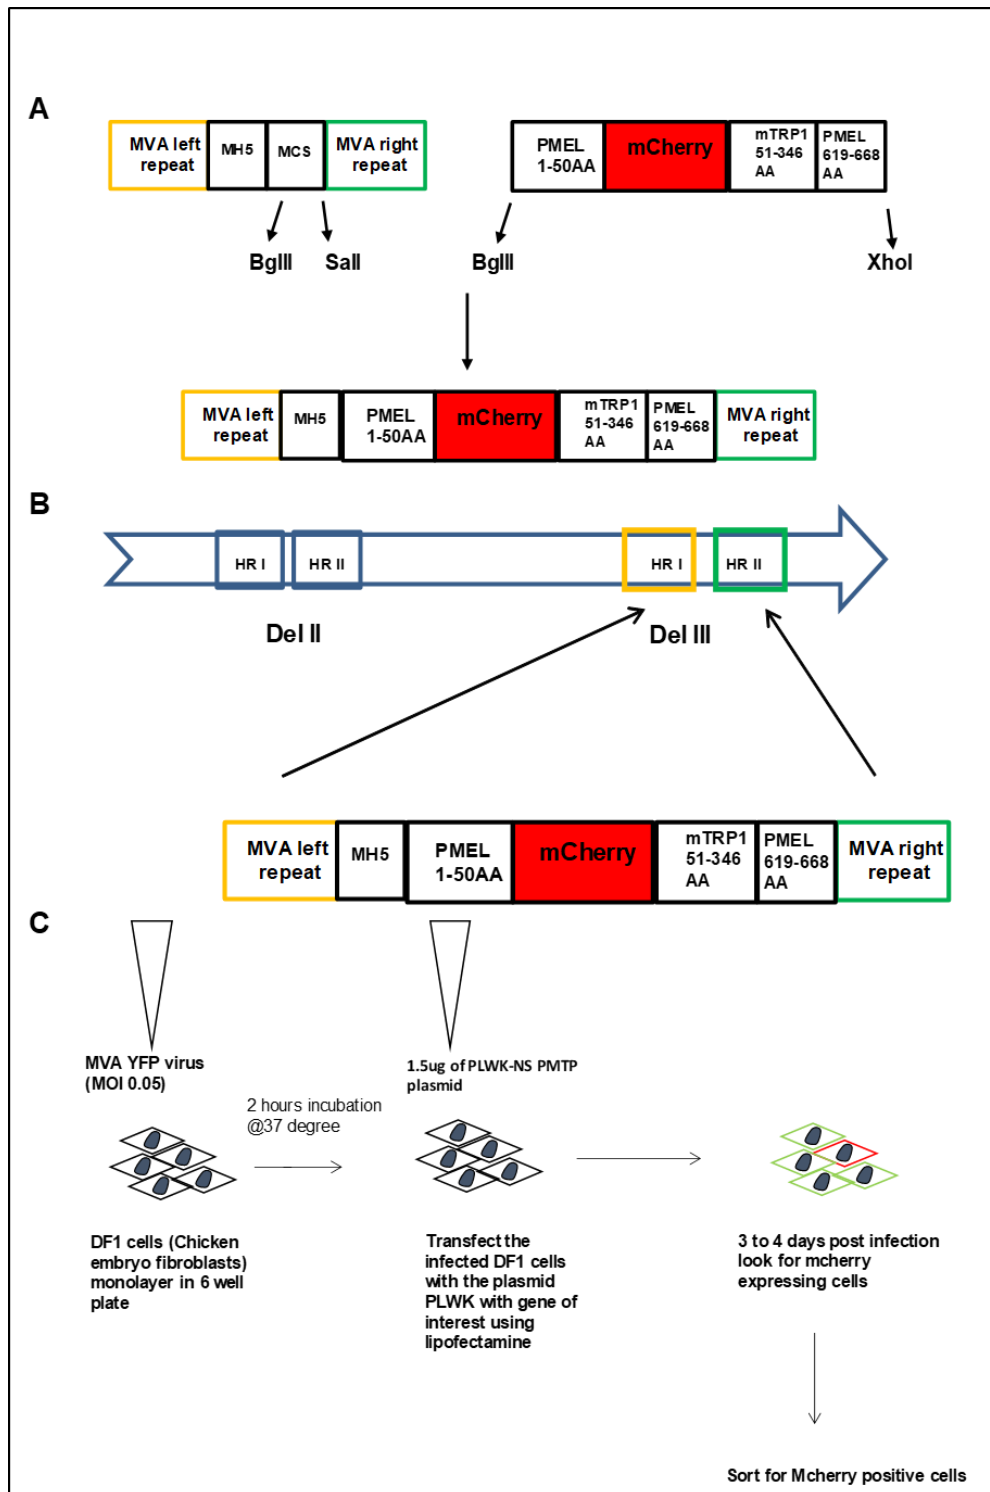 A
MVA left
repeat
MH5
MCS
MVA right
repeat
PMEL
1-50AA
mCherry
mTRP1
51-346
AA
PMEL
619-668
AA
BglII
SalI
BglII
XhoI
MVA left
repeat
MH5
PMEL
1-50AA
mCherry
mTRP1
51-346
AA
PMEL
619-668
AA
MVA right
repeat
B
HR I
HR II
HR I
HR II
Del II
Del III
MVA left
repeat
MH5
PMEL
1-50AA
mCherry
mTRP1
51-346
AA
PMEL
619-668
AA
MVA right
repeat
C
MVA YFP virus
(MOI 0.05)
2 hours incubation
@37 degree
1.5ug of PLWK-NS PMTP
plasmid
DF1 cells (Chicken
embryo fibroblasts)
monolayer in 6 well
plate
Transfect the
infected DF1 cells
with the plasmid
PLWK with gene of
interest using
lipofectamine
3 to 4 days post infection
look for mcherry
expressing cells
Sort for Mcherry positive cells